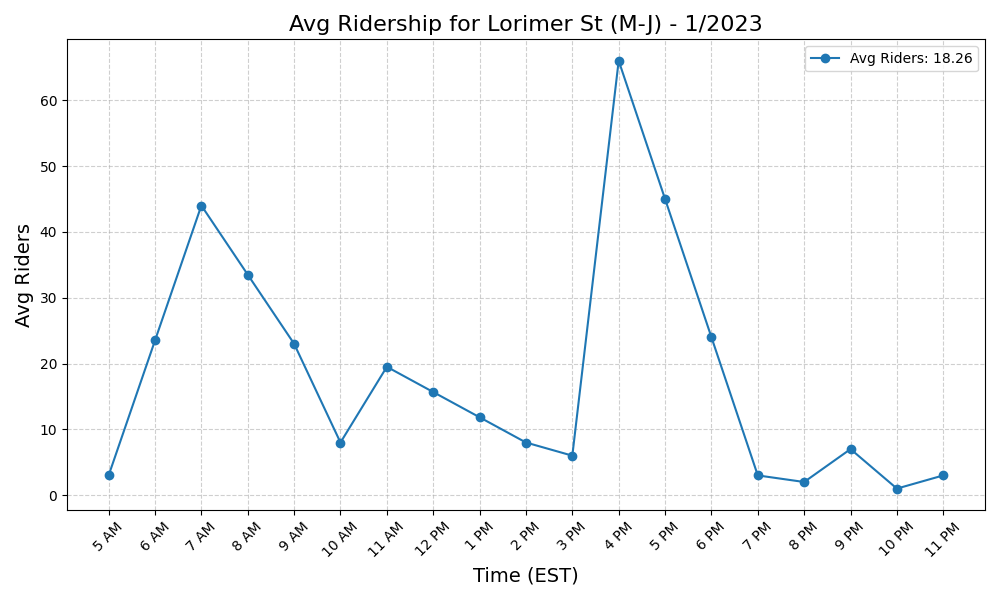 Avg Ridership for Lorimer St (M-J) - 1/2023
Avg Riders: 18.26
Avg Riders
60
50
40
30
20
10
0
5 AM
6 AM
7 AM
8 AM
9 AM
10 AM
11 AM
12 PM
1 PM
2 PM
3 PM
4 PM
5 PM
6 PM
7 PM
8 PM
9 PM
10 PM
11 PM
Time (EST)